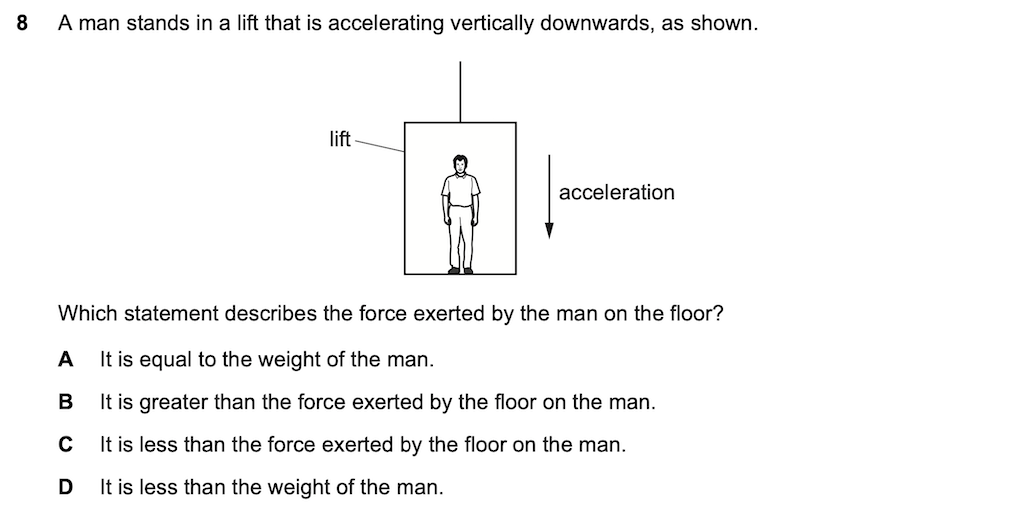 8 A man stands in a lift that is accelerating vertically downwards, as shown.
lift
acceleration
Which statement describes the force exerted by the man on the floor?
A It is equal to the weight of the man.
B It is greater than the force exerted by the floor on the man.
C It is less than the force exerted by the floor on the man.
D It is less than the weight of the man.